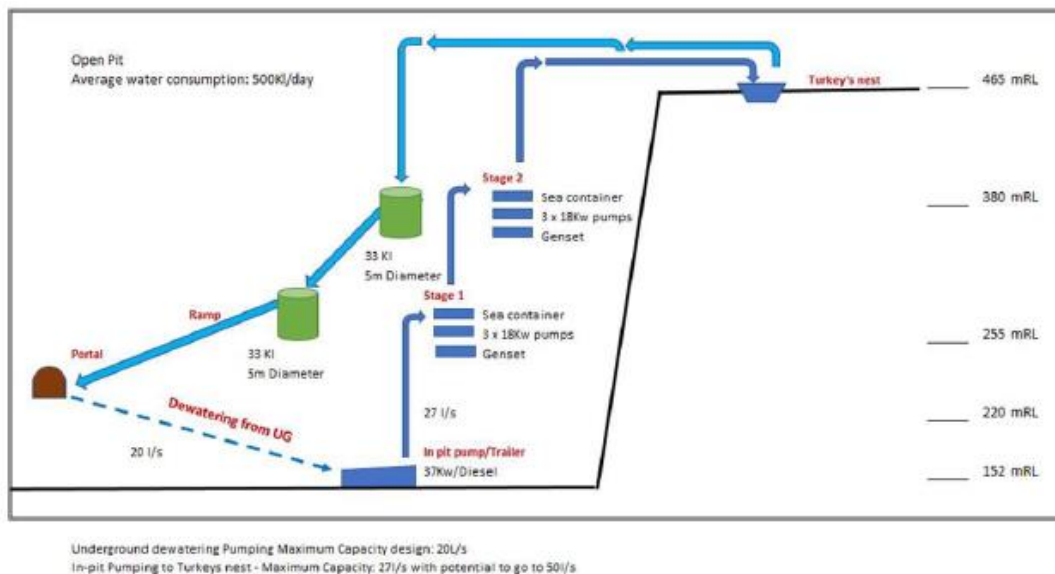 Open Pit
Average water consumption: 500Kl/day
Turkey's nest
465 mRL
Stage 2
Sea container
3 x 18Kw pumps
Genset
380 mRL
33 Kl
5m Diameter
Stage 1
Sea container
3 x 18Kw pumps
Genset
Ramp
255 mRL
33 Kl
5m Diameter
Portal
Dewatering from UG
27 l/s
220 mRL
20 l/s
In pit pump/Trailer
37Kw/Diesel
152 mRL
Underground dewatering Pumping Maximum Capacity design: 20L/s
In-pit Pumping to Turkeys nest - Maximum Capacity: 27l/s with potential to go to 50l/s